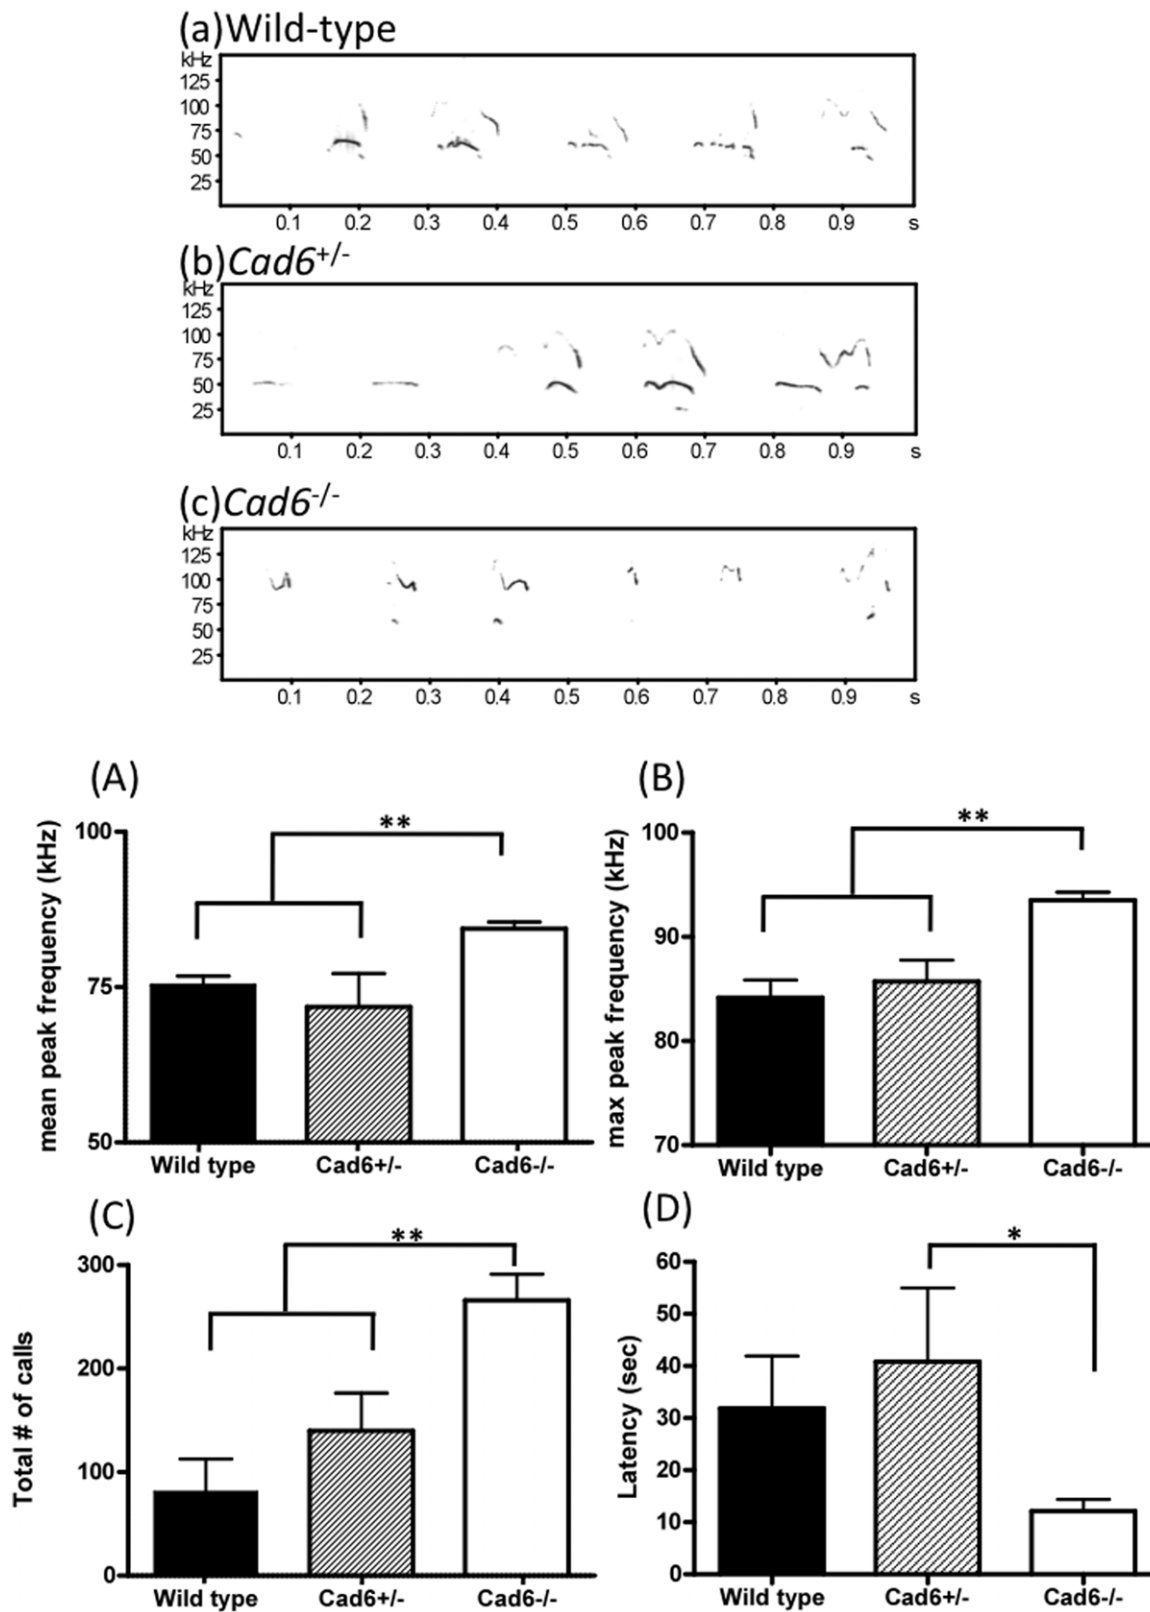 (a)Wild-type
kHz
125
100
75
50
25
0.1 0.2 0.3 0.4 0.5 0.6 0.7 0.8 0.9 s
(b)Cad6+/-
kHz
125
100
75
50
25
0.1 0.2 0.3 0.4 0.5 0.6 0.7 0.8 0.9 s
(c)Cad6-/-
kHz
125
100
75
50
25
0.1 0.2 0.3 0.4 0.5 0.6 0.7 0.8 0.9 s
(A)
mean peak frequency (kHz)
100
75
50
**
Wild type Cad6+/- Cad6-/-
(B)
max peak frequency (kHz)
100
90
80
70
**
Wild type Cad6+/- Cad6-/-
(C)
Total # of calls
300
200
100
0
**
Wild type Cad6+/- Cad6-/-
(D)
Latency (sec)
60
50
40
30
20
10
0
*
Wild type Cad6+/- Cad6-/-